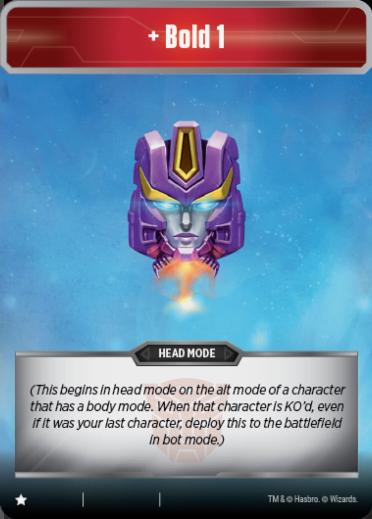 + Bold 1
HEAD MODE
(This begins in head mode on the alt mode of a character
that has a body mode. When that character is KO'd, even
if it was your last character, deploy this to the battlefield
in bot mode.)
TM & © Hasbro. © Wizards.